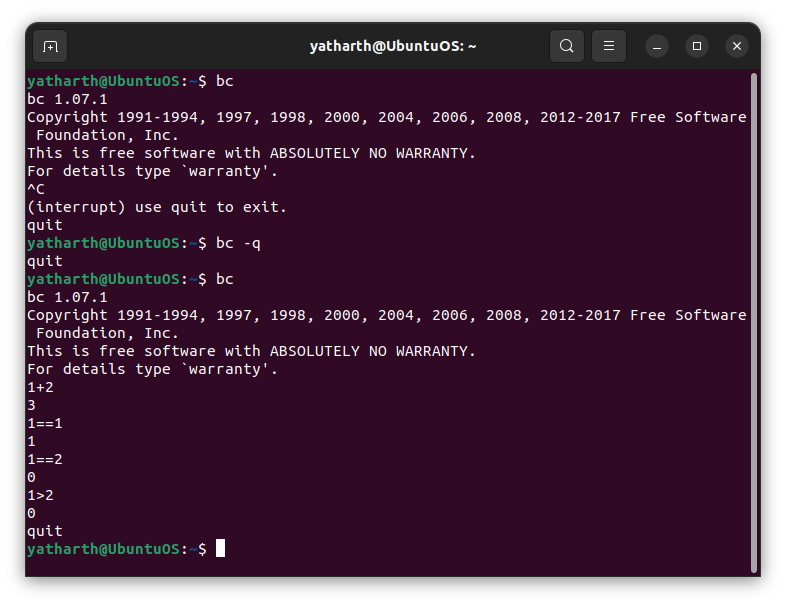 yatharth@UbuntuOS: ~
yatharth@UbuntuOS:~$ bc
bc 1.07.1
Copyright 1991-1994, 1997, 1998, 2000, 2004, 2006, 2008, 2012-2017 Free Software
 Foundation, Inc.
This is free software with ABSOLUTELY NO WARRANTY.
For details type `warranty'.
^C
(interrupt) use quit to exit.
quit
yatharth@UbuntuOS:~$ bc -q
quit
yatharth@UbuntuOS:~$ bc
bc 1.07.1
Copyright 1991-1994, 1997, 1998, 2000, 2004, 2006, 2008, 2012-2017 Free Software
 Foundation, Inc.
This is free software with ABSOLUTELY NO WARRANTY.
For details type `warranty'.
1+2
3
1==1
1
1==2
0
1>2
0
quit
yatharth@UbuntuOS:~$